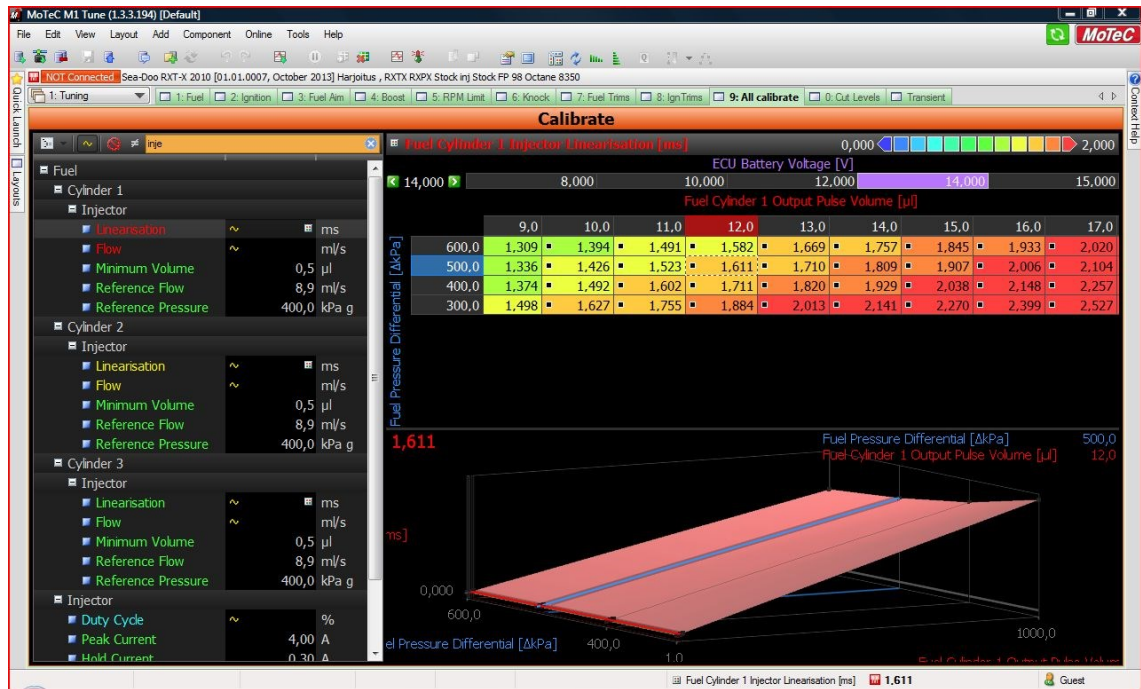 MoTeC M1 Tune (1.3.3.194) [Default]
File Edit View Layout Add Component Online Tools Help
MoTeC
NOT Connected Sea-Doo RXT-X 2010 [01.01.0007, October 2013] Harjoitus , RXTX RXPX Stock inj Stock FP 98 Octane 8350
Quick Launch
Layouts
Context Help
1: Tuning 1: Fuel 2: Ignition 3: Fuel Aim 4: Boost 5: RPM Limit 6: Knock 7: Fuel Trims 8: IgnTrims 9: All calibrate 0: Cut Levels Transient
Calibrate
≠ inje
Fuel
Cylinder 1
Injector
Linearisation ms
Flow ml/s
Minimum Volume 0,5 µl
Reference Flow 8,9 ml/s
Reference Pressure 400,0 kPa g
Cylinder 2
Injector
Linearisation ms
Flow ml/s
Minimum Volume 0,5 µl
Reference Flow 8,9 ml/s
Reference Pressure 400,0 kPa g
Cylinder 3
Injector
Linearisation ms
Flow ml/s
Minimum Volume 0,5 µl
Reference Flow 8,9 ml/s
Reference Pressure 400,0 kPa g
Injector
Duty Cycle %
Peak Current 4,00 A
Hold Current 0,30 A
Fuel Cylinder 1 Injector Linearisation [ms] 0,000 2,000
ECU Battery Voltage [V]
14,000 8,000 10,000 12,000 14,000 15,000
Fuel Cylinder 1 Output Pulse Volume [µl]
9,0 10,0 11,0 12,0 13,0 14,0 15,0 16,0 17,0
600,0 1,309 1,394 1,491 1,582 1,669 1,757 1,845 1,933 2,020
500,0 1,336 1,426 1,523 1,611 1,710 1,809 1,907 2,006 2,104
400,0 1,374 1,492 1,602 1,711 1,820 1,929 2,038 2,148 2,257
300,0 1,498 1,627 1,755 1,884 2,013 2,141 2,270 2,399 2,527
Fuel Pressure Differential [ΔkPa]
1,611
Fuel Pressure Differential [ΔkPa] 500,0
Fuel Cylinder 1 Output Pulse Volume [µl] 12,0
ms]
0,000
600,0
400,0
el Pressure Differential [ΔkPa]
1.0
1000,0
Fuel Cylinder 1 Output Pulse Volum
Fuel Cylinder 1 Injector Linearisation [ms] 1,611 Guest